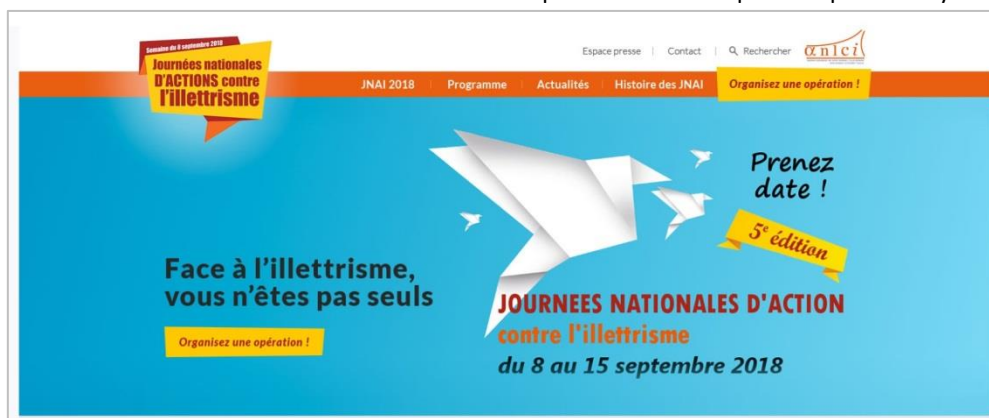 Semaine du 8 septembre 2018
Journées nationales
D'ACTIONS contre
l'illettrisme
Espace presse | Contact | Rechercher
anlci
JNAI 2018 | Programme | Actualités | Histoire des JNAI
Organisez une opération !
Prenez
date !
5e édition
Face à l'illettrisme,
vous n'êtes pas seuls
Organisez une opération !
JOURNEES NATIONALES D'ACTION
contre l'illettrisme
du 8 au 15 septembre 2018